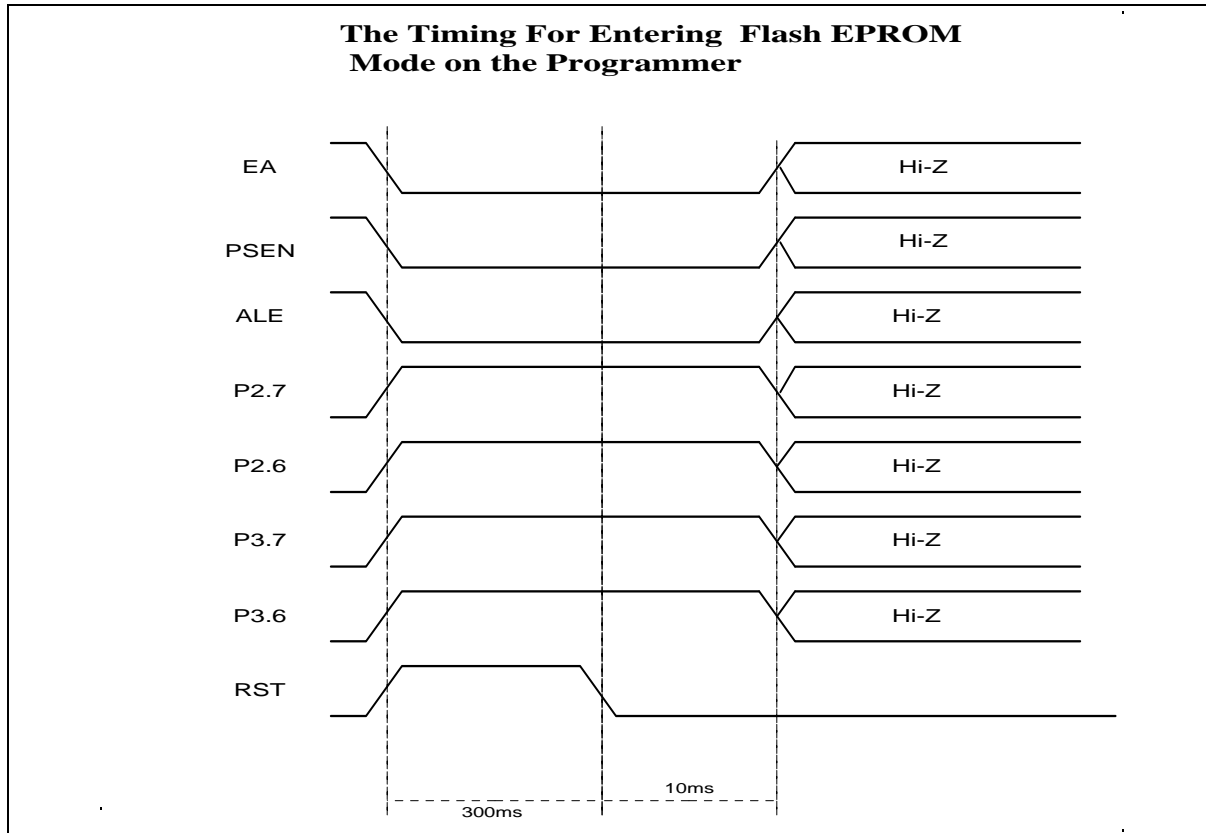 The Timing For Entering Flash EPROM
Mode on the Programmer
EA
Hi-Z
PSEN
Hi-Z
ALE
Hi-Z
P2.7
Hi-Z
P2.6
Hi-Z
P3.7
Hi-Z
P3.6
Hi-Z
RST
10ms
300ms